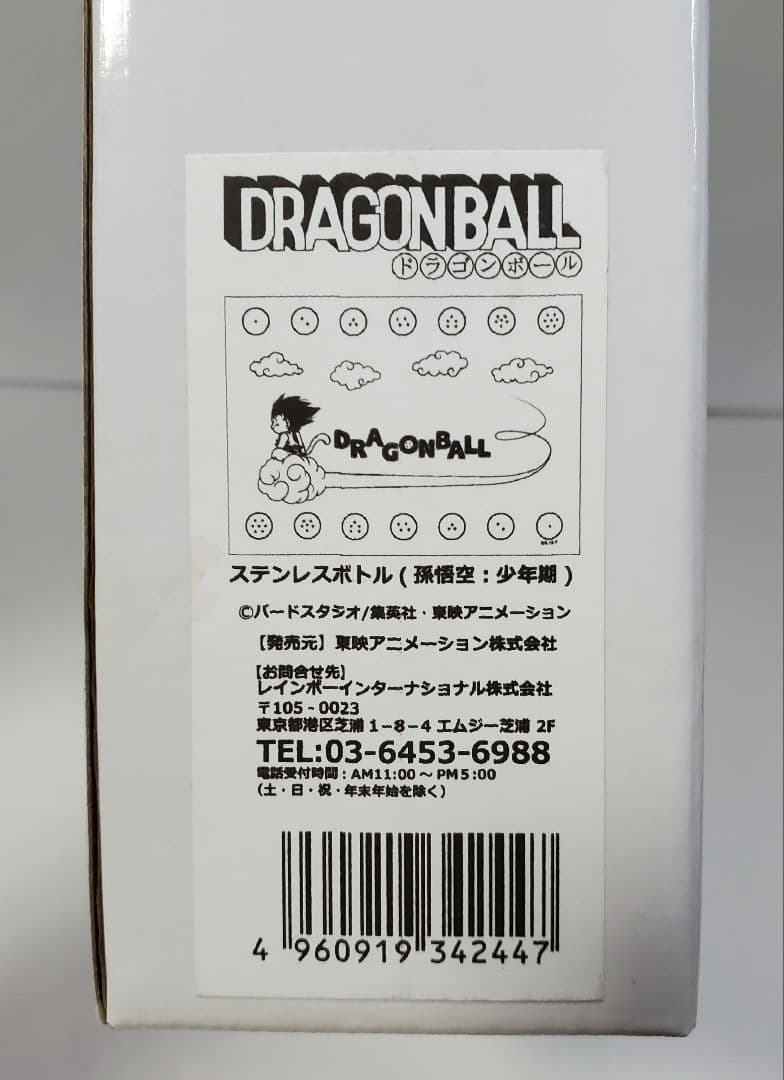 DRAGON BALL
ドラゴンボール
DRAGONBALL
ステンレスボトル ( 孫悟空 : 少年期 )
©バードスタジオ/集英社・東映アニメーション
【発売元】東映アニメーション株式会社
【お問合せ先】
レインボーインターナショナル株式会社
〒105 - 0023
東京都港区芝浦 1 − 8 − 4 エムジー芝浦 2F
TEL:03-6453-6988
電話受付時間 : AM11:00 ～ PM 5 : 00
(土・日・祝・年末年始を除く)
4 960919 342447